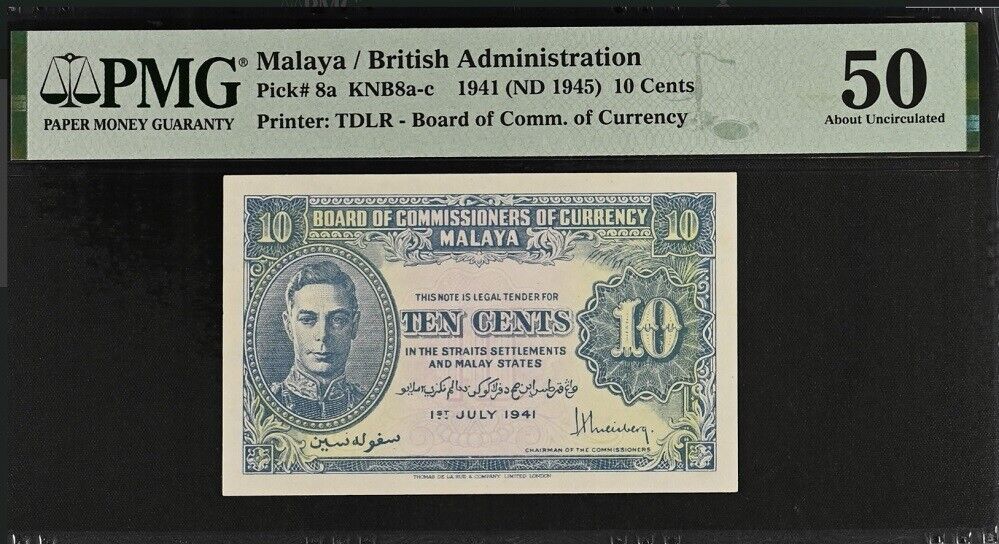 PMG®
PAPER MONEY GUARANTY
Malaya / British Administration
Pick# 8a KNB8a-c 1941 (ND 1945) 10 Cents
Printer: TDLR - Board of Comm. of Currency
50
About Uncirculated
10 BOARD OF COMMISSIONERS OF CURRENCY 10
MALAYA
THIS NOTE IS LEGAL TENDER FOR
TEN CENTS
10
IN THE STRAITS SETTLEMENTS
AND MALAY STATES
1ST JULY 1941
سفوله سين
CHAIRMAN OF THE COMMISSIONERS
THOMAS DE LA RUE & COMPANY, LIMITED, LONDON